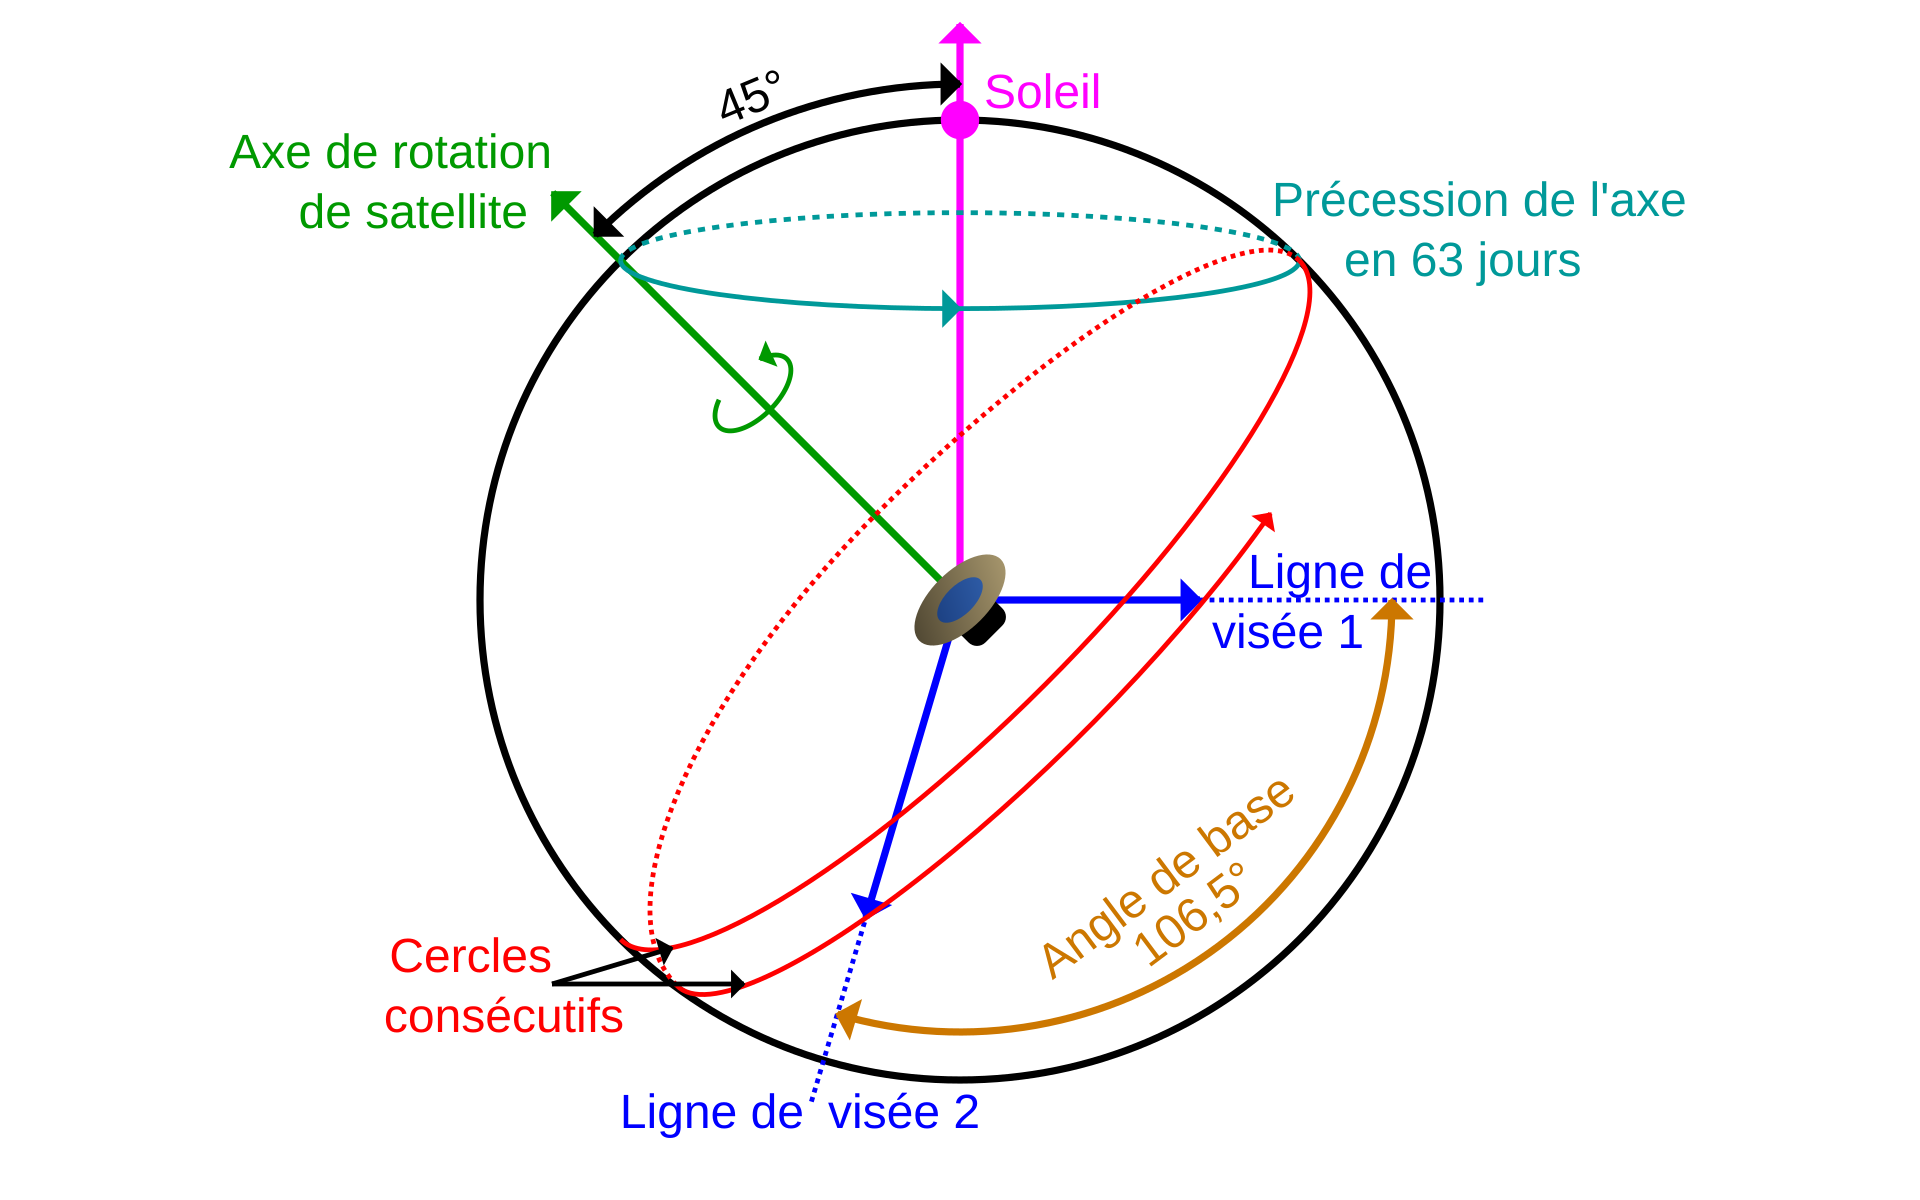 45°
Soleil
Axe de rotation
de satellite
Précession de l'axe
en 63 jours
Ligne de
visée 1
Angle de base
106,5°
Cercles
consécutifs
Ligne de visée 2